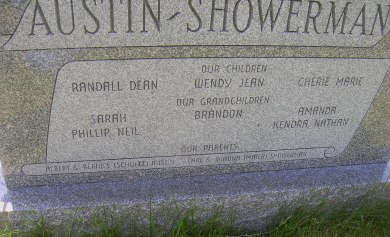 AUSTIN-SHOWERMAN
OUR CHILDREN
RANDALL DEAN WENDY JEAN CHERIE MARIE
OUR GRANDCHILDREN
SARAH BRANDON AMANDA
PHILLIP NEIL KENDRA NATHAN
OUR PARENTS
SHOWERMAN